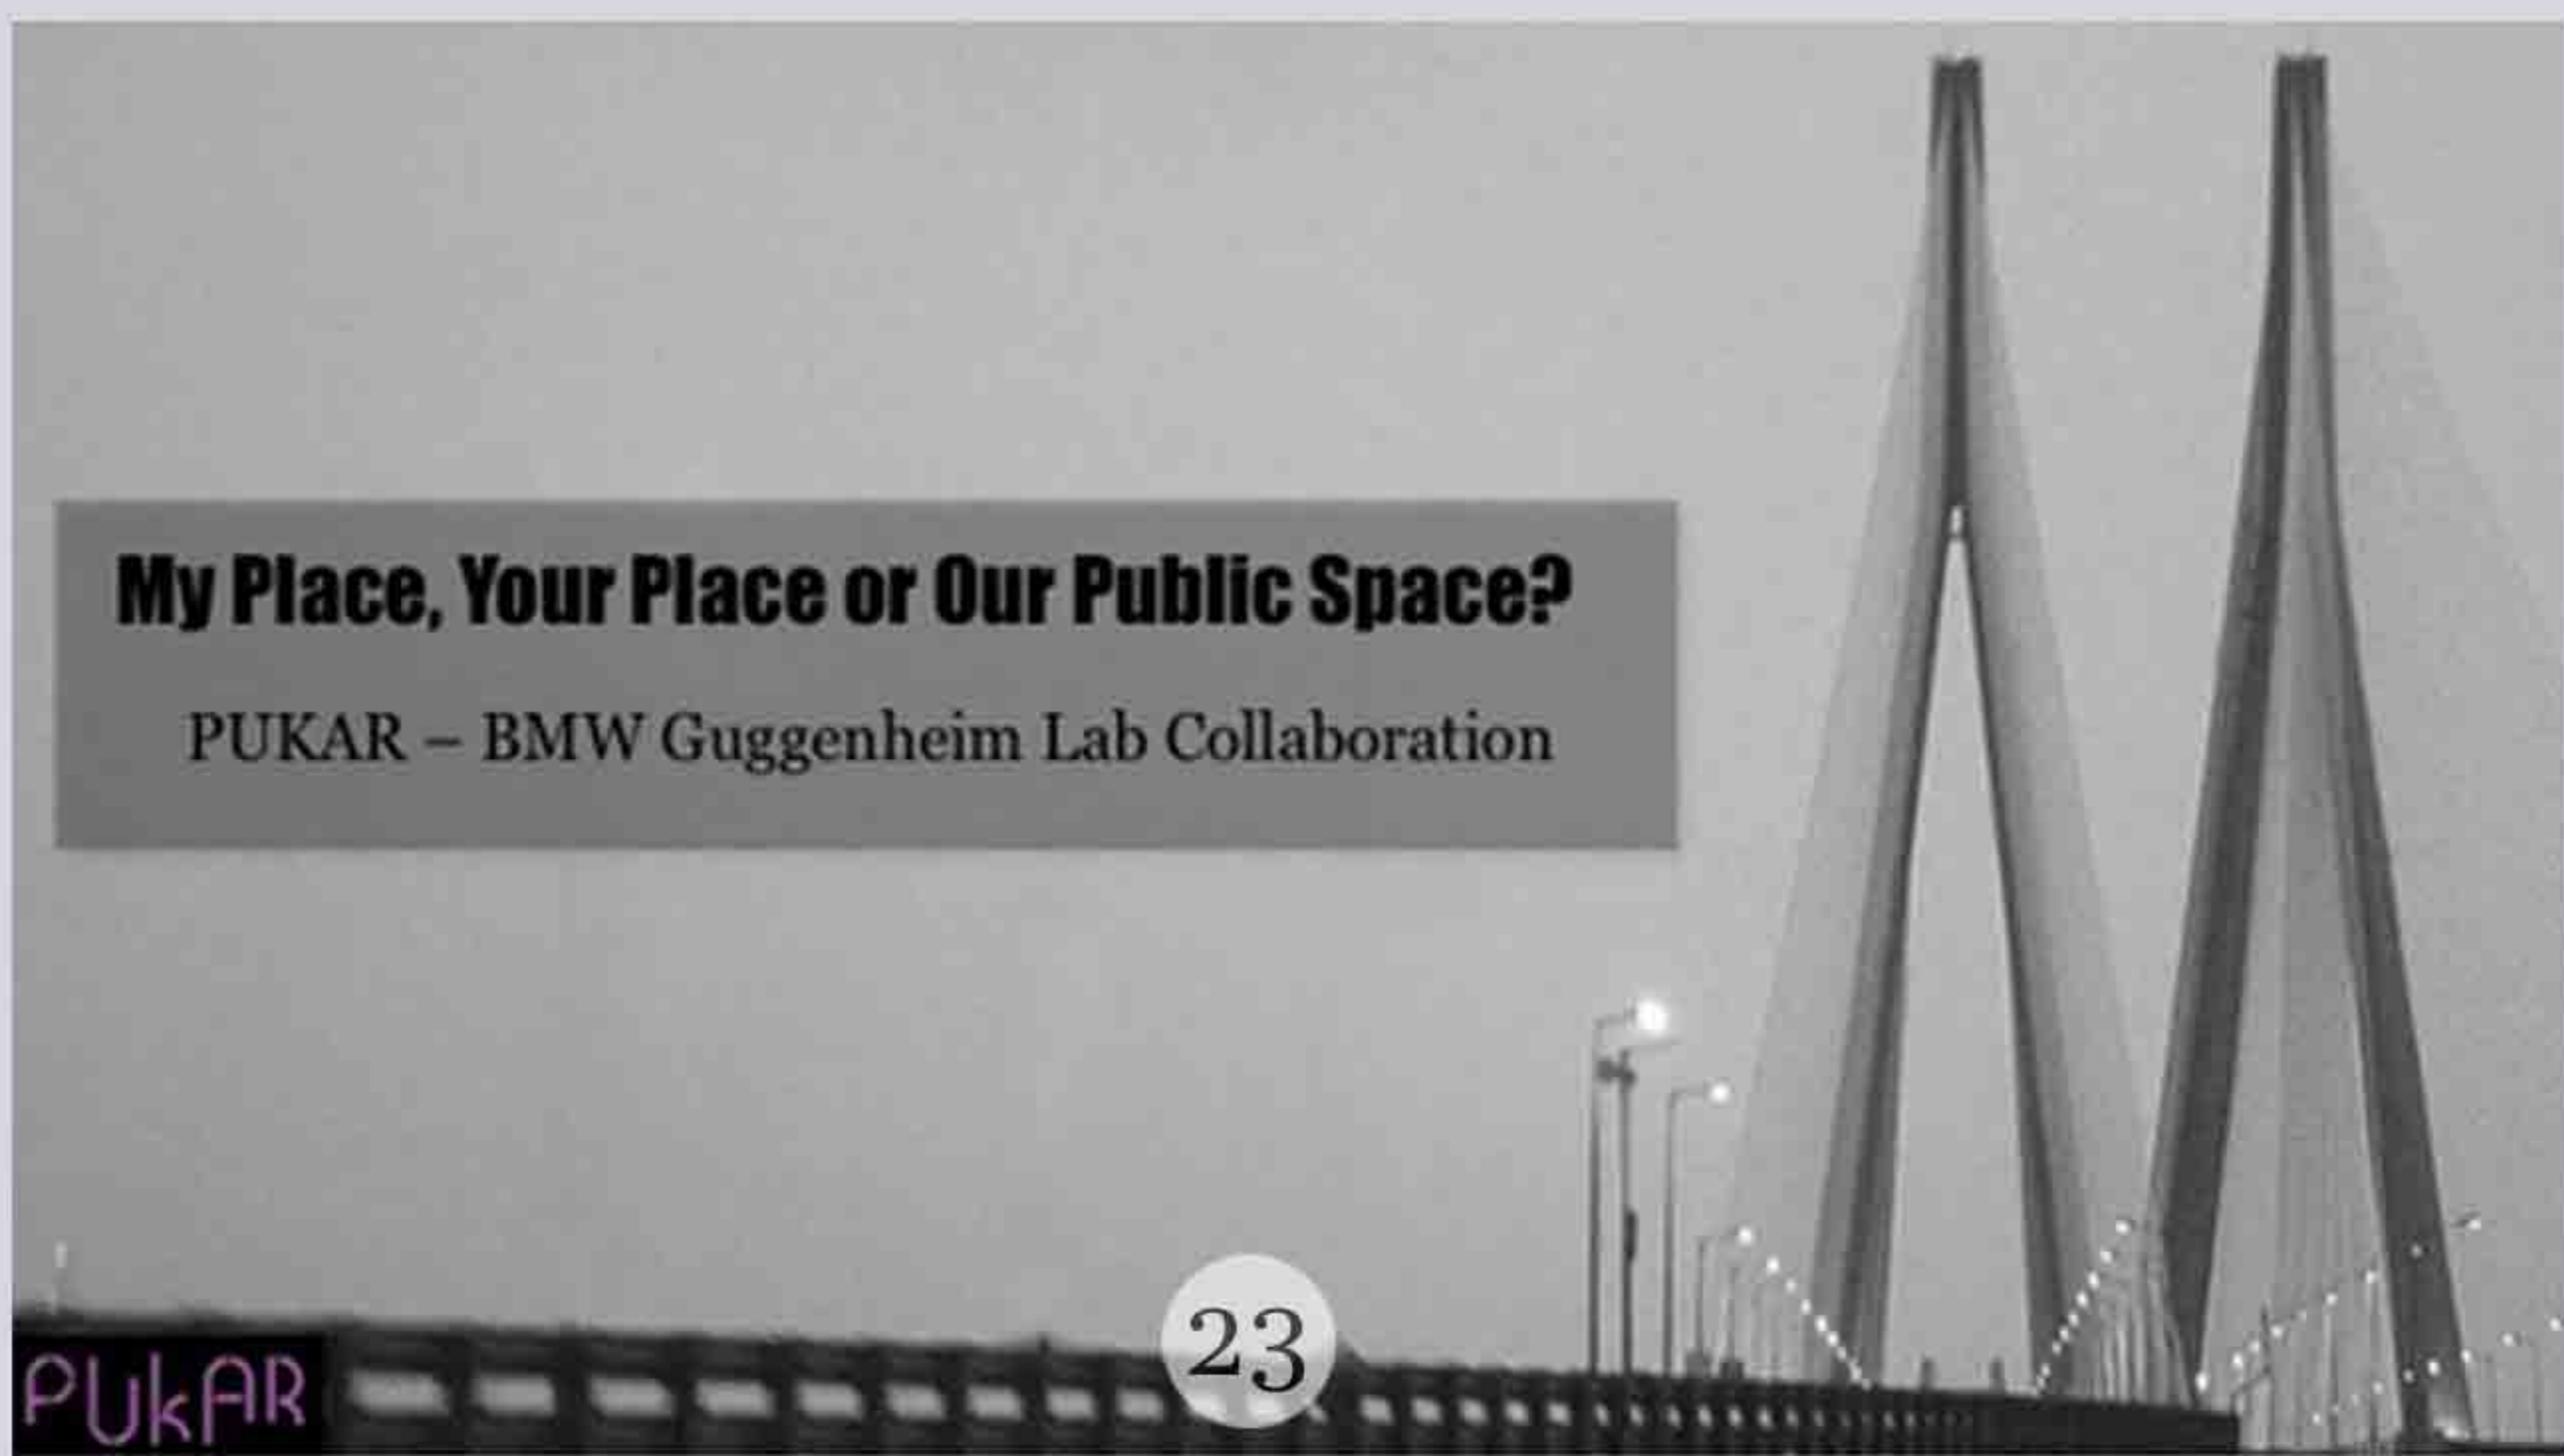 My Place, Your Place or Our Public Space?
PUKAR – BMW Guggenheim Lab Collaboration
23
PUkAR